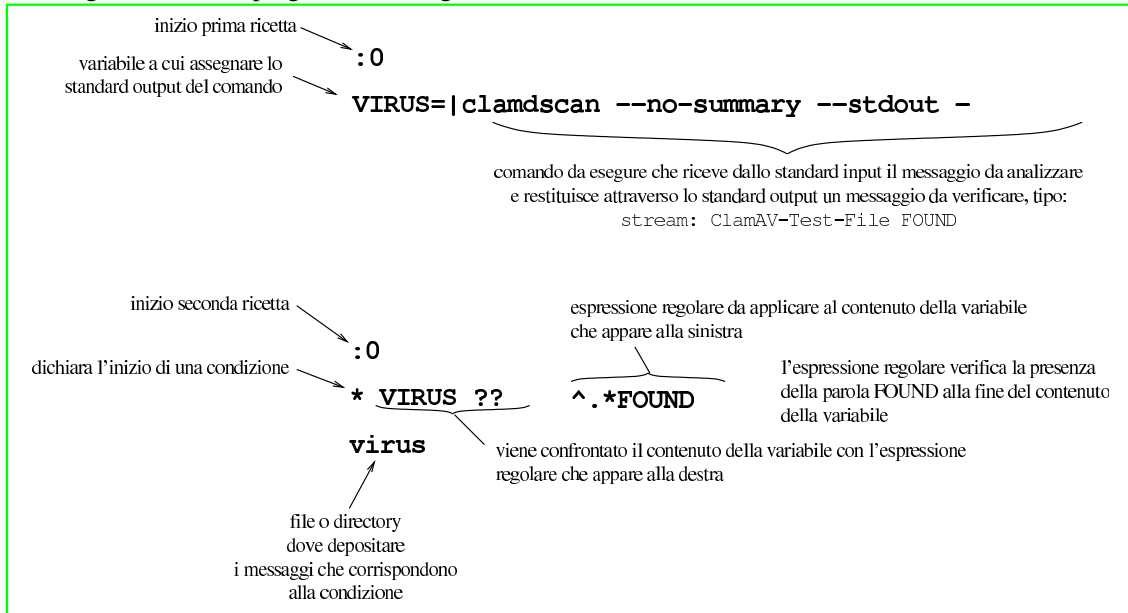 inizio prima ricetta
:0
variabile a cui assegnare lo
standard output del comando
VIRUS=|clamdscan --no-summary --stdout -
comando da esegure che riceve dallo standard input il messaggio da analizzare
e restituisce attraverso lo standard output un messaggio da verificare, tipo:
stream: ClamAV-Test-File FOUND
inizio seconda ricetta
:0
espressione regolare da applicare al contenuto della variabile
che appare alla sinistra
dichiara l'inizio di una condizione
* VIRUS ?? ^.*FOUND
l'espressione regolare verifica la presenza
della parola FOUND alla fine del contenuto
della variabile
virus
viene confrontato il contenuto della variabile con l'espressione
regolare che appare alla destra
file o directory
dove depositare
i messaggi che corrispondono
alla condizione